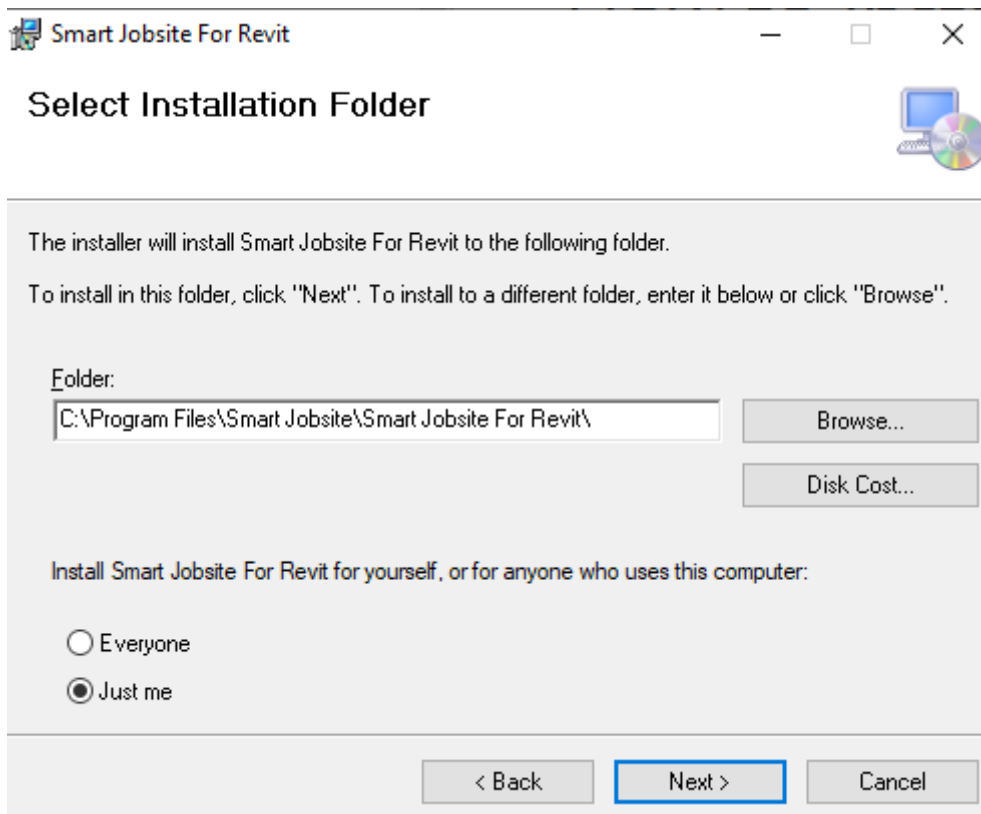 Smart Jobsite For Revit
Select Installation Folder
The installer will install Smart Jobsite For Revit to the following folder.
To install in this folder, click "Next". To install to a different folder, enter it below or click "Browse".
Folder:
C:\Program Files\Smart Jobsite\Smart Jobsite For Revit\
Browse...
Disk Cost...
Install Smart Jobsite For Revit for yourself, or for anyone who uses this computer:
Everyone
Just me
< Back
Next >
Cancel